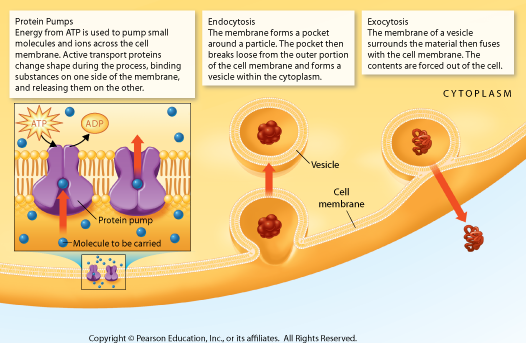 Protein Pumps
Energy from ATP is used to pump small
molecules and ions across the cell
membrane. Active transport proteins
change shape during the process, binding
substances on one side of the membrane,
and releasing them on the other.
Endocytosis
The membrane forms a pocket
around a particle. The pocket then
breaks loose from the outer portion
of the cell membrane and forms a
vesicle within the cytoplasm.
Exocytosis
The membrane of a vesicle
surrounds the material then fuses
with the cell membrane. The
contents are forced out of the cell.
CYTOPLASM
ATP
ADP
Vesicle
Cell
membrane
Protein pump
Molecule to be carried
Copyright © Pearson Education, Inc., or its affiliates. All Rights Reserved.